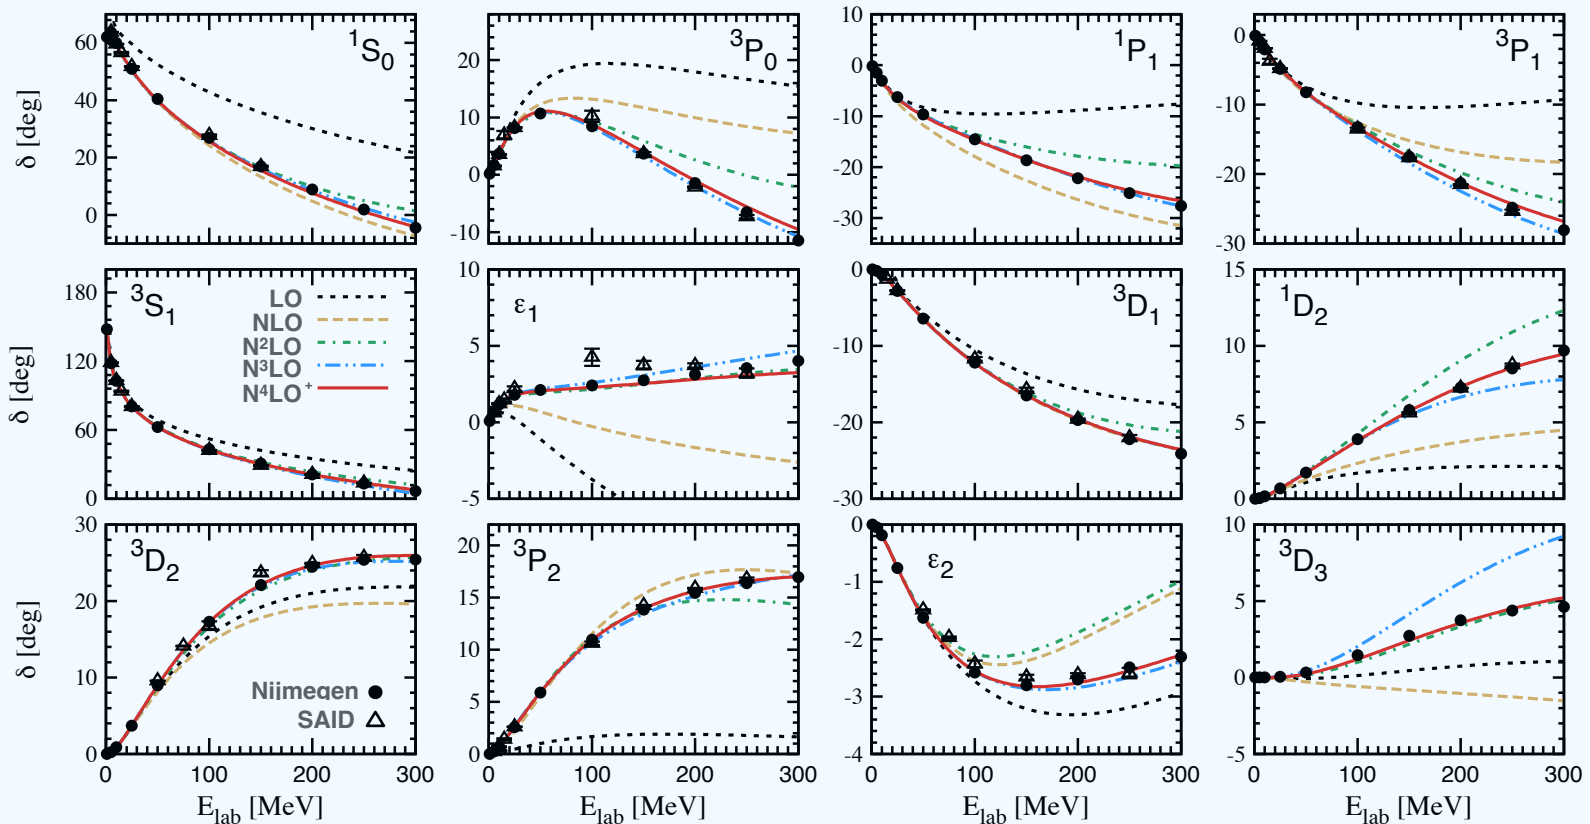 δ [deg]
60
40
20
0
¹S₀
20
10
0
-10
³P₀
10
0
-10
-20
-30
¹P₁
0
-10
-20
-30
³P₁
δ [deg]
180
120
60
0
³S₁
LO
NLO
N²LO
N³LO
N⁴LO⁺
10
5
0
-5
ε₁
0
-10
-20
-30
³D₁
15
10
5
0
¹D₂
δ [deg]
30
20
10
0
³D₂
Nijmegen
SAID
0 100 200 300
E_lab [MeV]
20
15
10
5
0
³P₂
0 100 200 300
E_lab [MeV]
0
-1
-2
-3
-4
ε₂
0 100 200 300
E_lab [MeV]
10
5
0
-5
³D₃
0 100 200 300
E_lab [MeV]